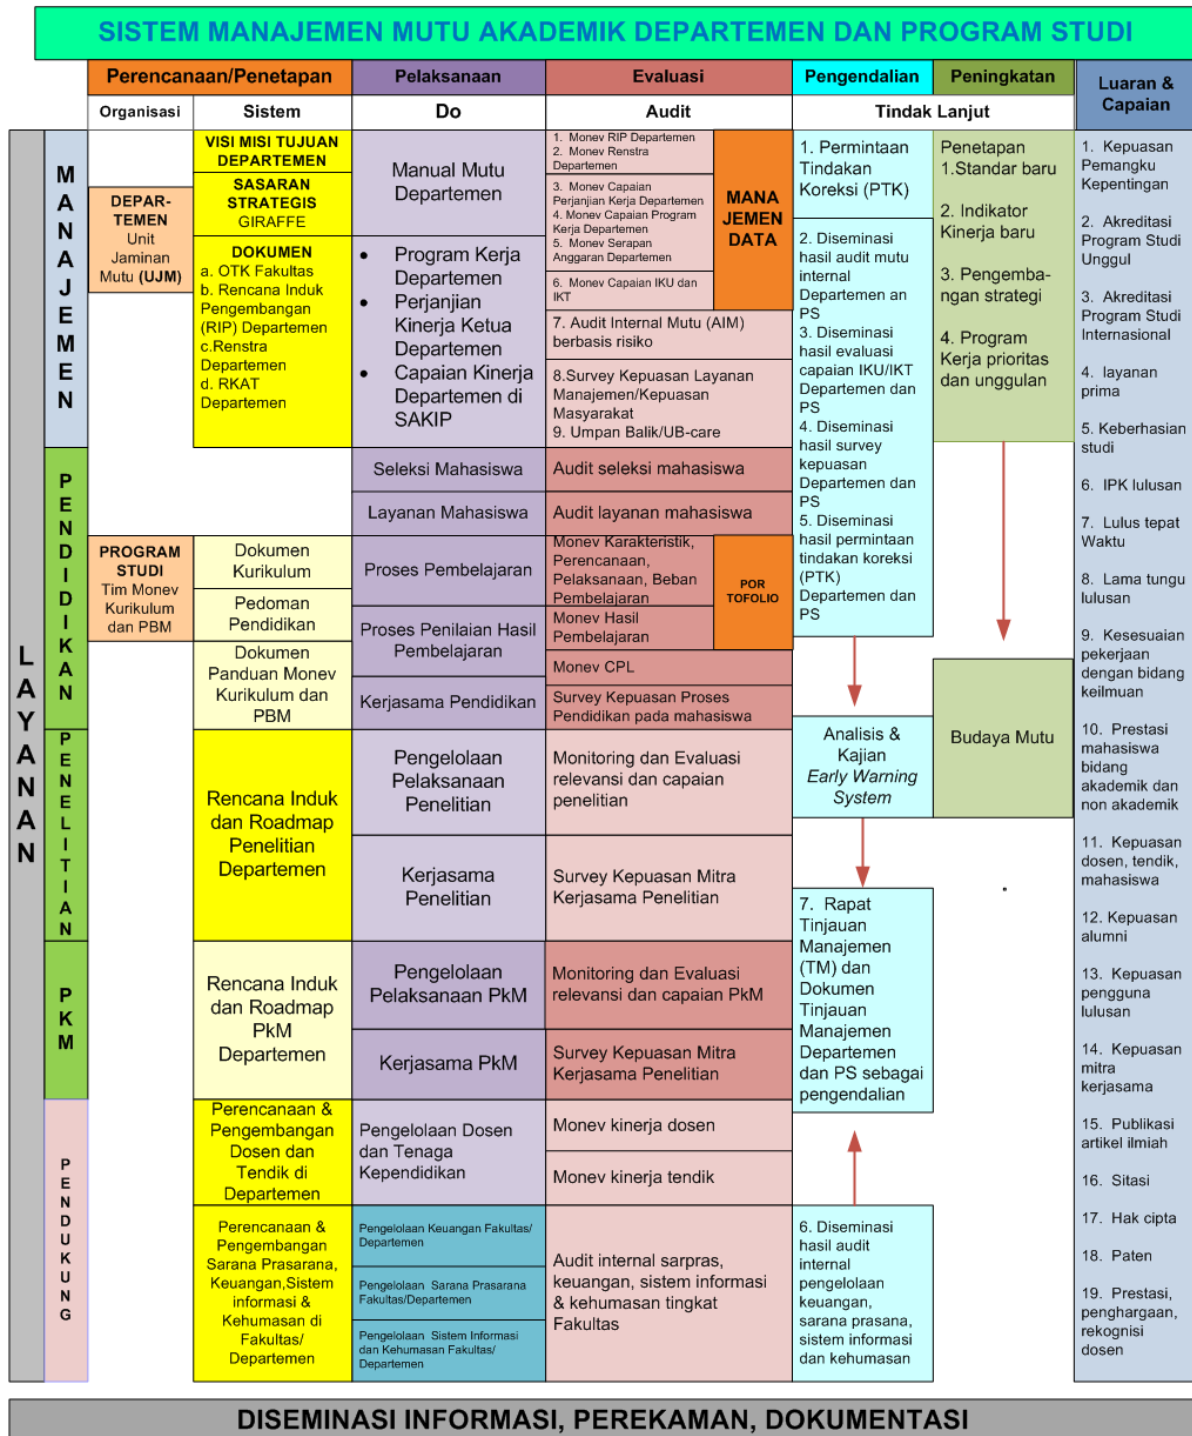 SISTEM MANAJEMEN MUTU AKADEMIK DEPARTEMEN DAN PROGRAM STUDI
Perencanaan/Penetapan
Pelaksanaan
Evaluasi
Pengendalian
Peningkatan
Luaran &
Capaian
Organisasi
Sistem
Do
Audit
Tindak Lanjut
LAYANAN
MANAJEMEN
DEPAR-
TEMEN
Unit
Jaminan
Mutu (UJM)
VISI MISI TUJUAN
DEPARTEMEN
SASARAN
STRATEGIS
GIRAFFE
DOKUMEN
a. OTK Fakultas
b. Rencana Induk
Pengembangan
(RIP) Departemen
c.Renstra
Departemen
d. RKAT
Departemen
Manual Mutu
Departemen
• Program Kerja
Departemen
• Perjanjian
Kinerja Ketua
Departemen
• Capaian Kinerja
Departemen di
SAKIP
1. Monev RIP Departemen
2. Monev Renstra
Departemen
3. Monev Capaian
Perjanjian Kerja Departemen
4. Monev Capaian Program
Kerja Departemen
5. Monev Serapan
Anggaran Departemen
6. Monev Capaian IKU dan
IKT
MANA
JEMEN
DATA
7. Audit Internal Mutu (AIM)
berbasis risiko
8.Survey Kepuasan Layanan
Manajemen/Kepuasan
Masyarakat
9. Umpan Balik/UB-care
PENDIDIKAN
PROGRAM
STUDI
Tim Monev
Kurikulum
dan PBM
Dokumen
Kurikulum
Pedoman
Pendidikan
Dokumen
Panduan Monev
Kurikulum dan
PBM
Seleksi Mahasiswa
Layanan Mahasiswa
Proses Pembelajaran
Proses Penilaian Hasil
Pembelajaran
Kerjasama Pendidikan
Audit seleksi mahasiswa
Audit layanan mahasiswa
Monev Karakteristik,
Perencanaan,
Pelaksanaan, Beban
Pembelajaran
Monev Hasil
Pembelajaran
POR
TOFOLIO
Monev CPL
Survey Kepuasan Proses
Pendidikan pada mahasiswa
PENELITIAN
Rencana Induk
dan Roadmap
Penelitian
Departemen
Pengelolaan
Pelaksanaan
Penelitian
Kerjasama
Penelitian
Monitoring dan Evaluasi
relevansi dan capaian
penelitian
Survey Kepuasan Mitra
Kerjasama Penelitian
PKM
Rencana Induk
dan Roadmap
PkM
Departemen
Pengelolaan
Pelaksanaan PkM
Kerjasama PkM
Monitoring dan Evaluasi
relevansi dan capaian PkM
Survey Kepuasan Mitra
Kerjasama Penelitian
PENDUKUNG
Perencanaan &
Pengembangan
Dosen dan
Tendik di
Departemen
Perencanaan &
Pengembangan
Sarana Prasarana,
Keuangan,Sistem
informasi &
Kehumasan di
Fakultas/
Departemen
Pengelolaan Dosen
dan Tenaga
Kependidikan
Pengelolaan Keuangan Fakultas/
Departemen
Pengelolaan Sarana Prasarana
Fakultas/Departemen
Pengelolaan Sistem Informasi
dan Kehumasan Fakultas/
Departemen
Monev kinerja dosen
Monev kinerja tendik
Audit internal sarpras,
keuangan, sistem informasi
& kehumasan tingkat
Fakultas
1. Permintaan
Tindakan
Koreksi (PTK)
2. Diseminasi
hasil audit mutu
internal
Departemen an
PS
3. Diseminasi
hasil evaluasi
capaian IKU/IKT
Departemen dan
PS
4. Diseminasi
hasil survey
kepuasan
Departemen dan
PS
5. Diseminasi
hasil permintaan
tindakan koreksi
(PTK)
Departemen dan
PS
Analisis &
Kajian
Early Warning
System
7. Rapat
Tinjauan
Manajemen
(TM) dan
Dokumen
Tinjauan
Manajemen
Departemen
dan PS sebagai
pengendalian
6. Diseminasi
hasil audit
internal
pengelolaan
keuangan,
sarana prasana,
sistem informasi
dan kehumasan
Penetapan
1.Standar baru
2. Indikator
Kinerja baru
3. Pengemba-
ngan strategi
4. Program
Kerja prioritas
dan unggulan
Budaya Mutu
1. Kepuasan
Pemangku
Kepentingan
2. Akreditasi
Program Studi
Unggul
3. Akreditasi
Program Studi
Internasional
4. layanan
prima
5. Keberhasian
studi
6. IPK lulusan
7. Lulus tepat
Waktu
8. Lama tungu
lulusan
9. Kesesuaian
pekerjaan
dengan bidang
keilmuan
10. Prestasi
mahasiswa
bidang
akademik dan
non akademik
11. Kepuasan
dosen, tendik,
mahasiswa
12. Kepuasan
alumni
13. Kepuasan
pengguna
lulusan
14. Kepuasan
mitra
kerjasama
15. Publikasi
artikel ilmiah
16. Sitasi
17. Hak cipta
18. Paten
19. Prestasi,
penghargaan,
rekognisi
dosen
DISEMINASI INFORMASI, PEREKAMAN, DOKUMENTASI